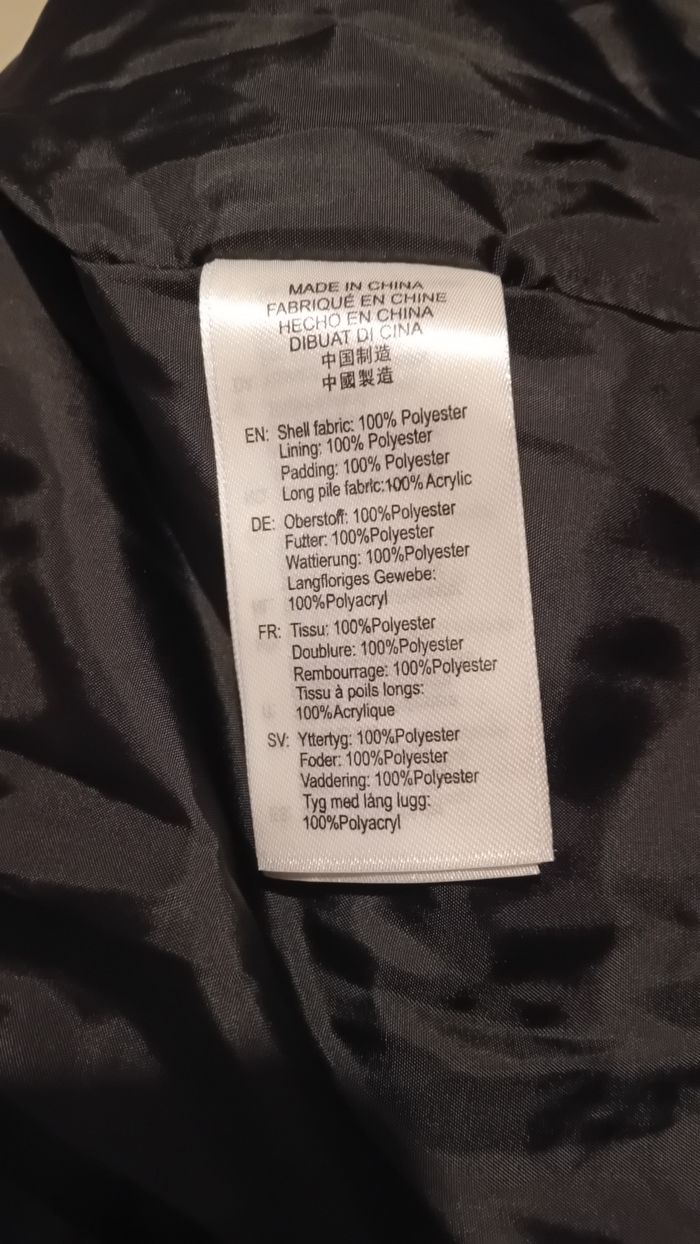 MADE IN CHINA
FABRIQUÉ EN CHINE
HECHO EN CHINA
DIBUAT DI CINA
中国制造
中國製造
EN: Shell fabric: 100% Polyester
Lining: 100% Polyester
Padding: 100% Polyester
Long pile fabric:100% Acrylic
DE: Oberstoff: 100%Polyester
Futter: 100%Polyester
Wattierung: 100%Polyester
Langfloriges Gewebe:
100%Polyacryl
FR: Tissu: 100%Polyester
Doublure: 100%Polyester
Rembourrage: 100%Polyester
Tissu à poils longs:
100%Acrylique
SV: Yttertyg: 100%Polyester
Foder: 100%Polyester
Vaddering: 100%Polyester
Tyg med lång lugg:
100%Polyacryl